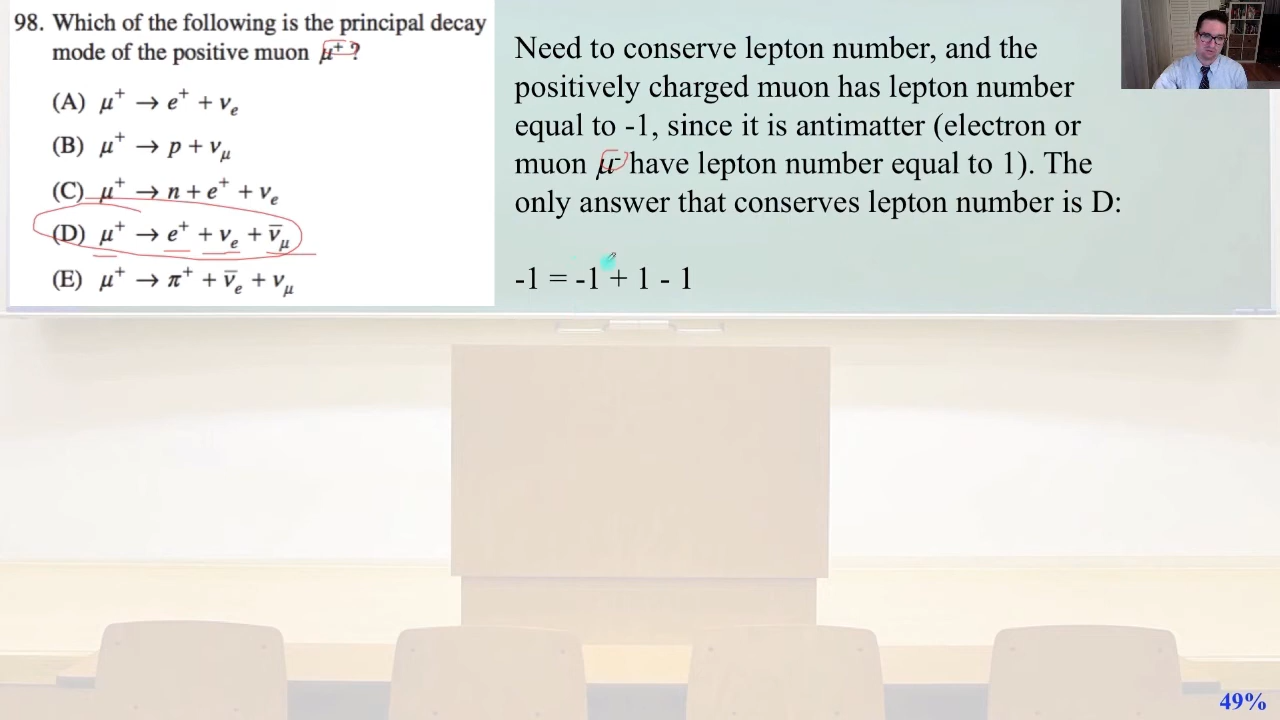 98. Which of the following is the principal decay
mode of the positive muon μ⁺ ?
(A) μ⁺ → e⁺ + νₑ
(B) μ⁺ → p + ν_μ
(C) μ⁺ → n + e⁺ + νₑ
(D) μ⁺ → e⁺ + νₑ + ν̅_μ
(E) μ⁺ → π⁺ + ν̅ₑ + ν_μ
Need to conserve lepton number, and the
positively charged muon has lepton number
equal to -1, since it is antimatter (electron or
muon μ⁻ have lepton number equal to 1). The
only answer that conserves lepton number is D:
-1 = -1 + 1 - 1
49%